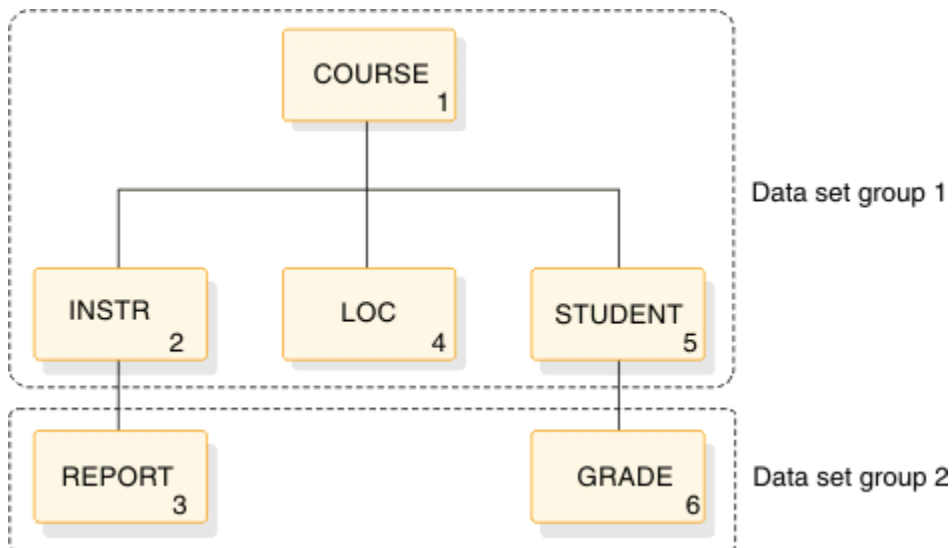 COURSE
1
Data set group 1
INSTR
2
LOC
4
STUDENT
5
REPORT
3
GRADE
6
Data set group 2